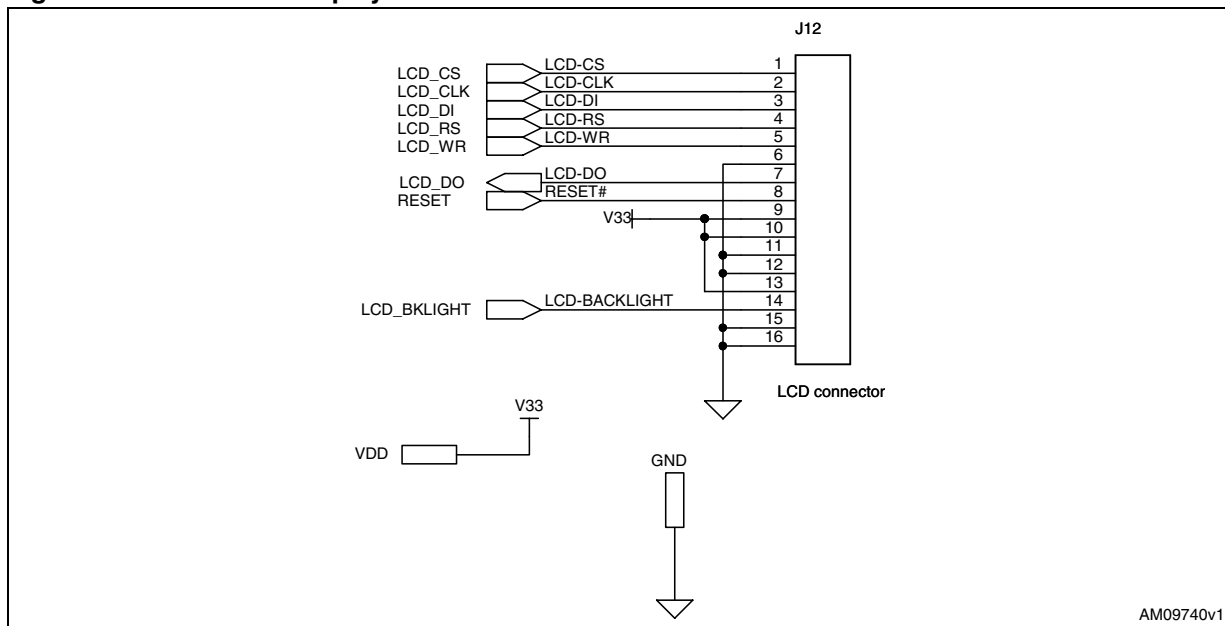 J12
LCD_CS LCD-CS 1
LCD_CLK LCD-CLK 2
LCD_DI LCD-DI 3
LCD_RS LCD-RS 4
LCD_WR LCD-WR 5
6
LCD_DO LCD-DO 7
RESET RESET# 8
V33 9
10
11
12
13
LCD_BKLIGHT LCD-BACKLIGHT 14
15
16
LCD connector
V33
VDD
GND
AM09740v1